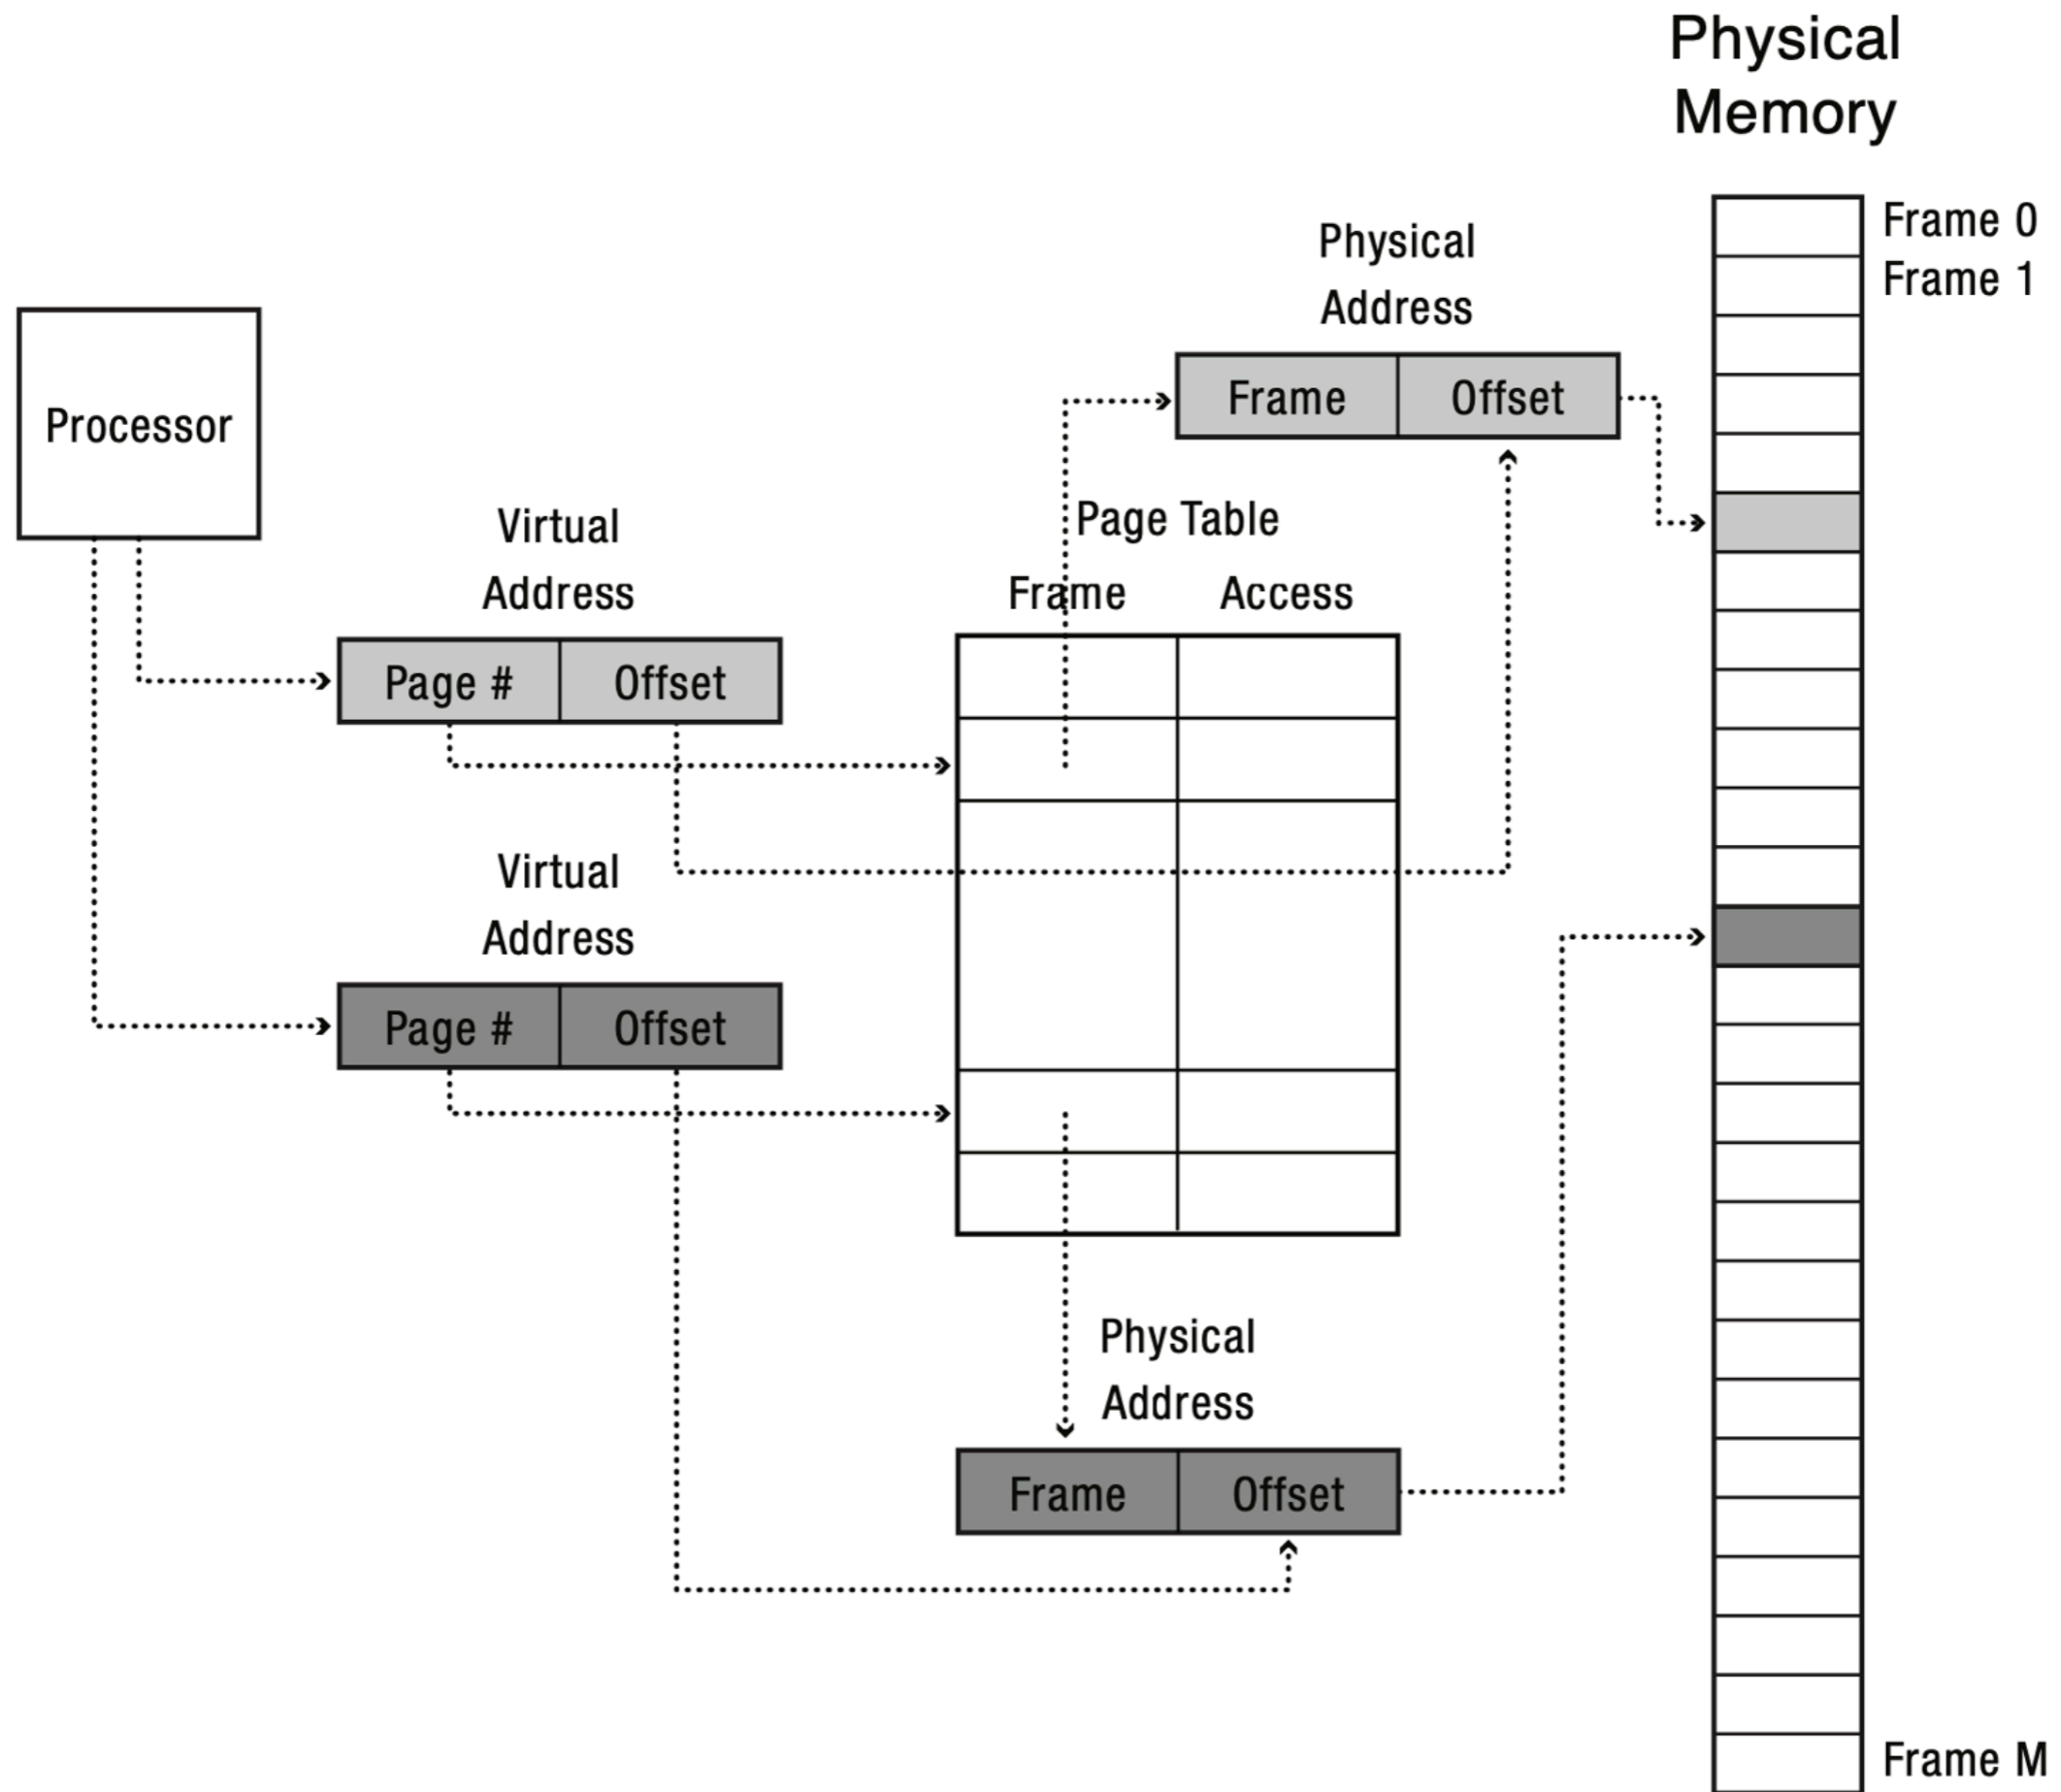 Physical
Memory
Frame 0
Frame 1
Physical
Address
Frame Offset
Processor
Virtual
Address
Page # Offset
Page Table
Frame Access
Virtual
Address
Page # Offset
Physical
Address
Frame Offset
Frame M